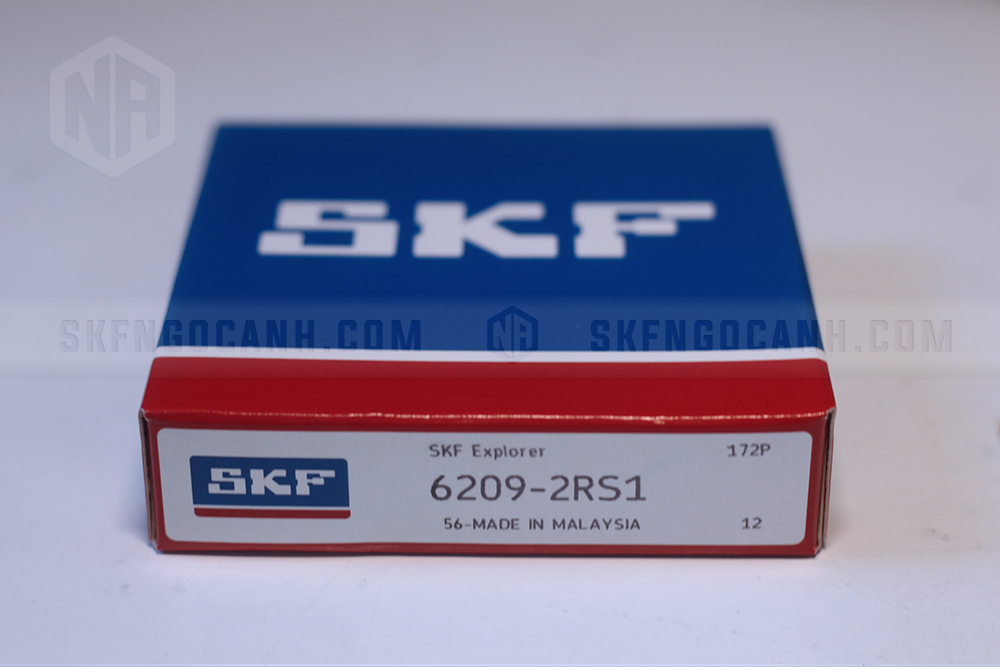 NA
SKF
SKFNGOCANH.COM NA SKFNGOCANH.COM
SKF Explorer 172P
SKF 6209-2RS1
56-MADE IN MALAYSIA 12